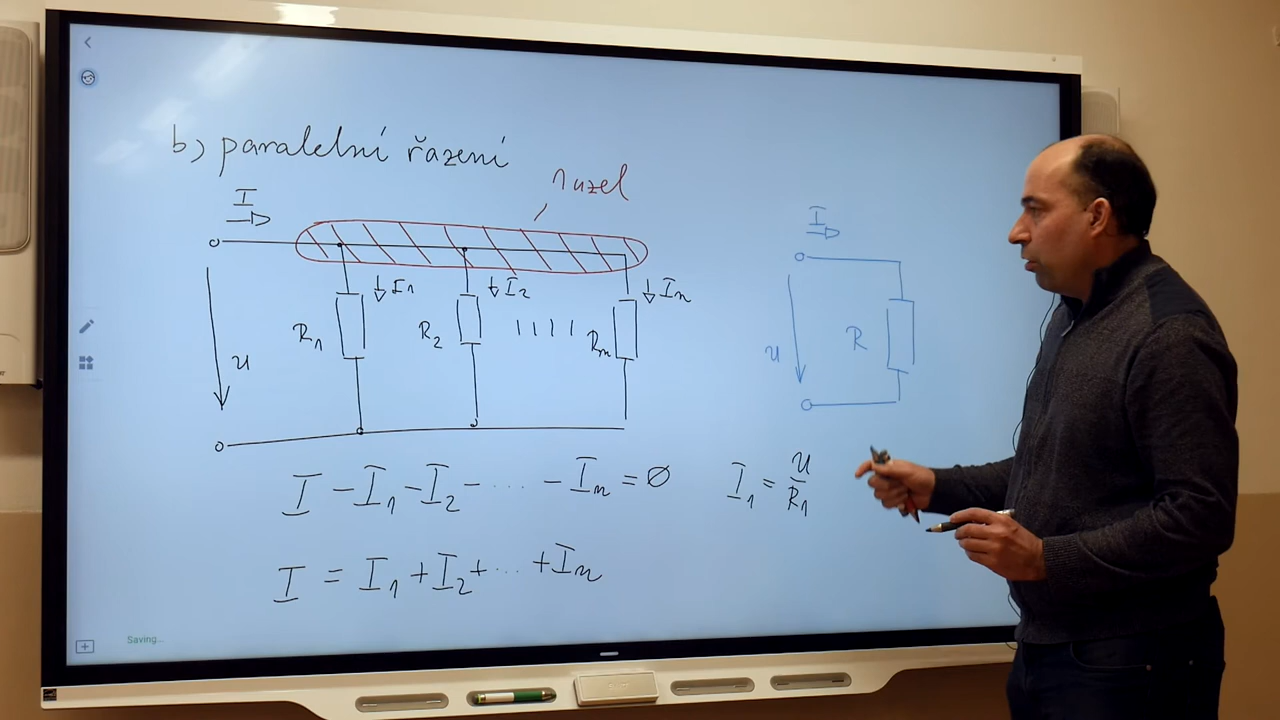 b) paralelní řazení
1 uzel
I
I
I₁
I₂
Iₙ
R₁
R₂
Rₙ
U
U
R
I - I₁ - I₂ - .... - Iₙ = 0
I₁ = U/R₁
I = I₁ + I₂ + ... + Iₙ
Saving...